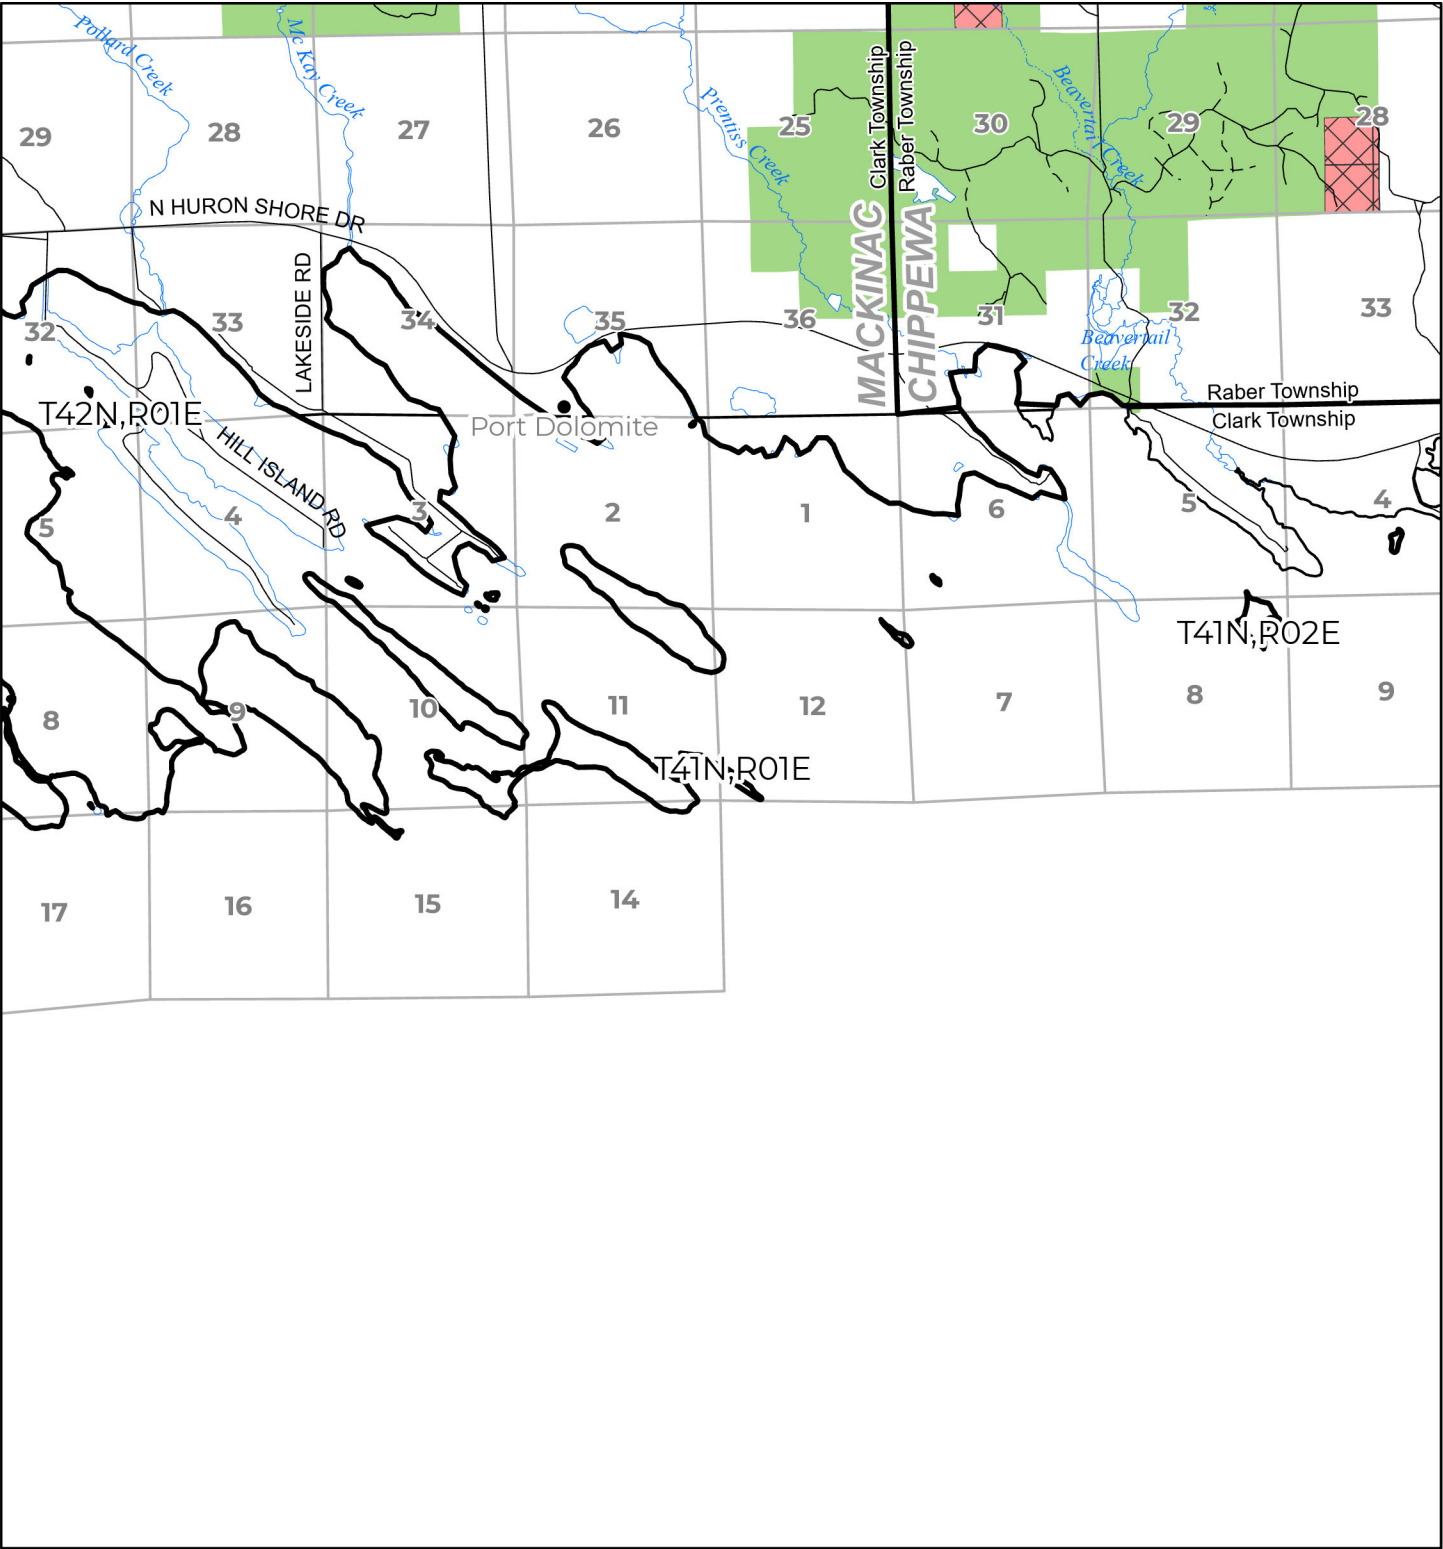 Pollard Creek
Mc Kay Creek
Prentiss Creek
Clark Township
Raber Township
Beavertail Creek
29
28
27
26
25
30
29
28
N HURON SHORE DR
LAKESIDE RD
MACKINAC
CHIPPEWA
32
33
34
35
36
31
32
33
Beavertail
Creek
Raber Township
Clark Township
T42N,R01E
Port Dolomite
HILL ISLAND RD
5
4
3
2
1
6
5
4
T41N,R02E
8
9
10
11
12
7
8
9
T41N,R01E
17
16
15
14